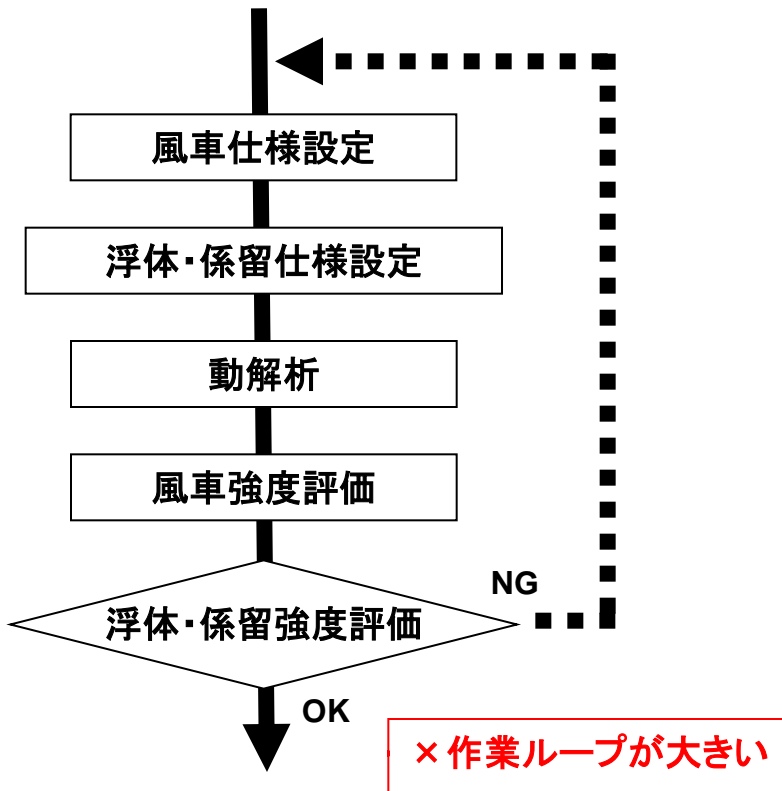 風車仕様設定
浮体・係留仕様設定
動解析
風車強度評価
浮体・係留強度評価
NG
OK
×作業ループが大きい